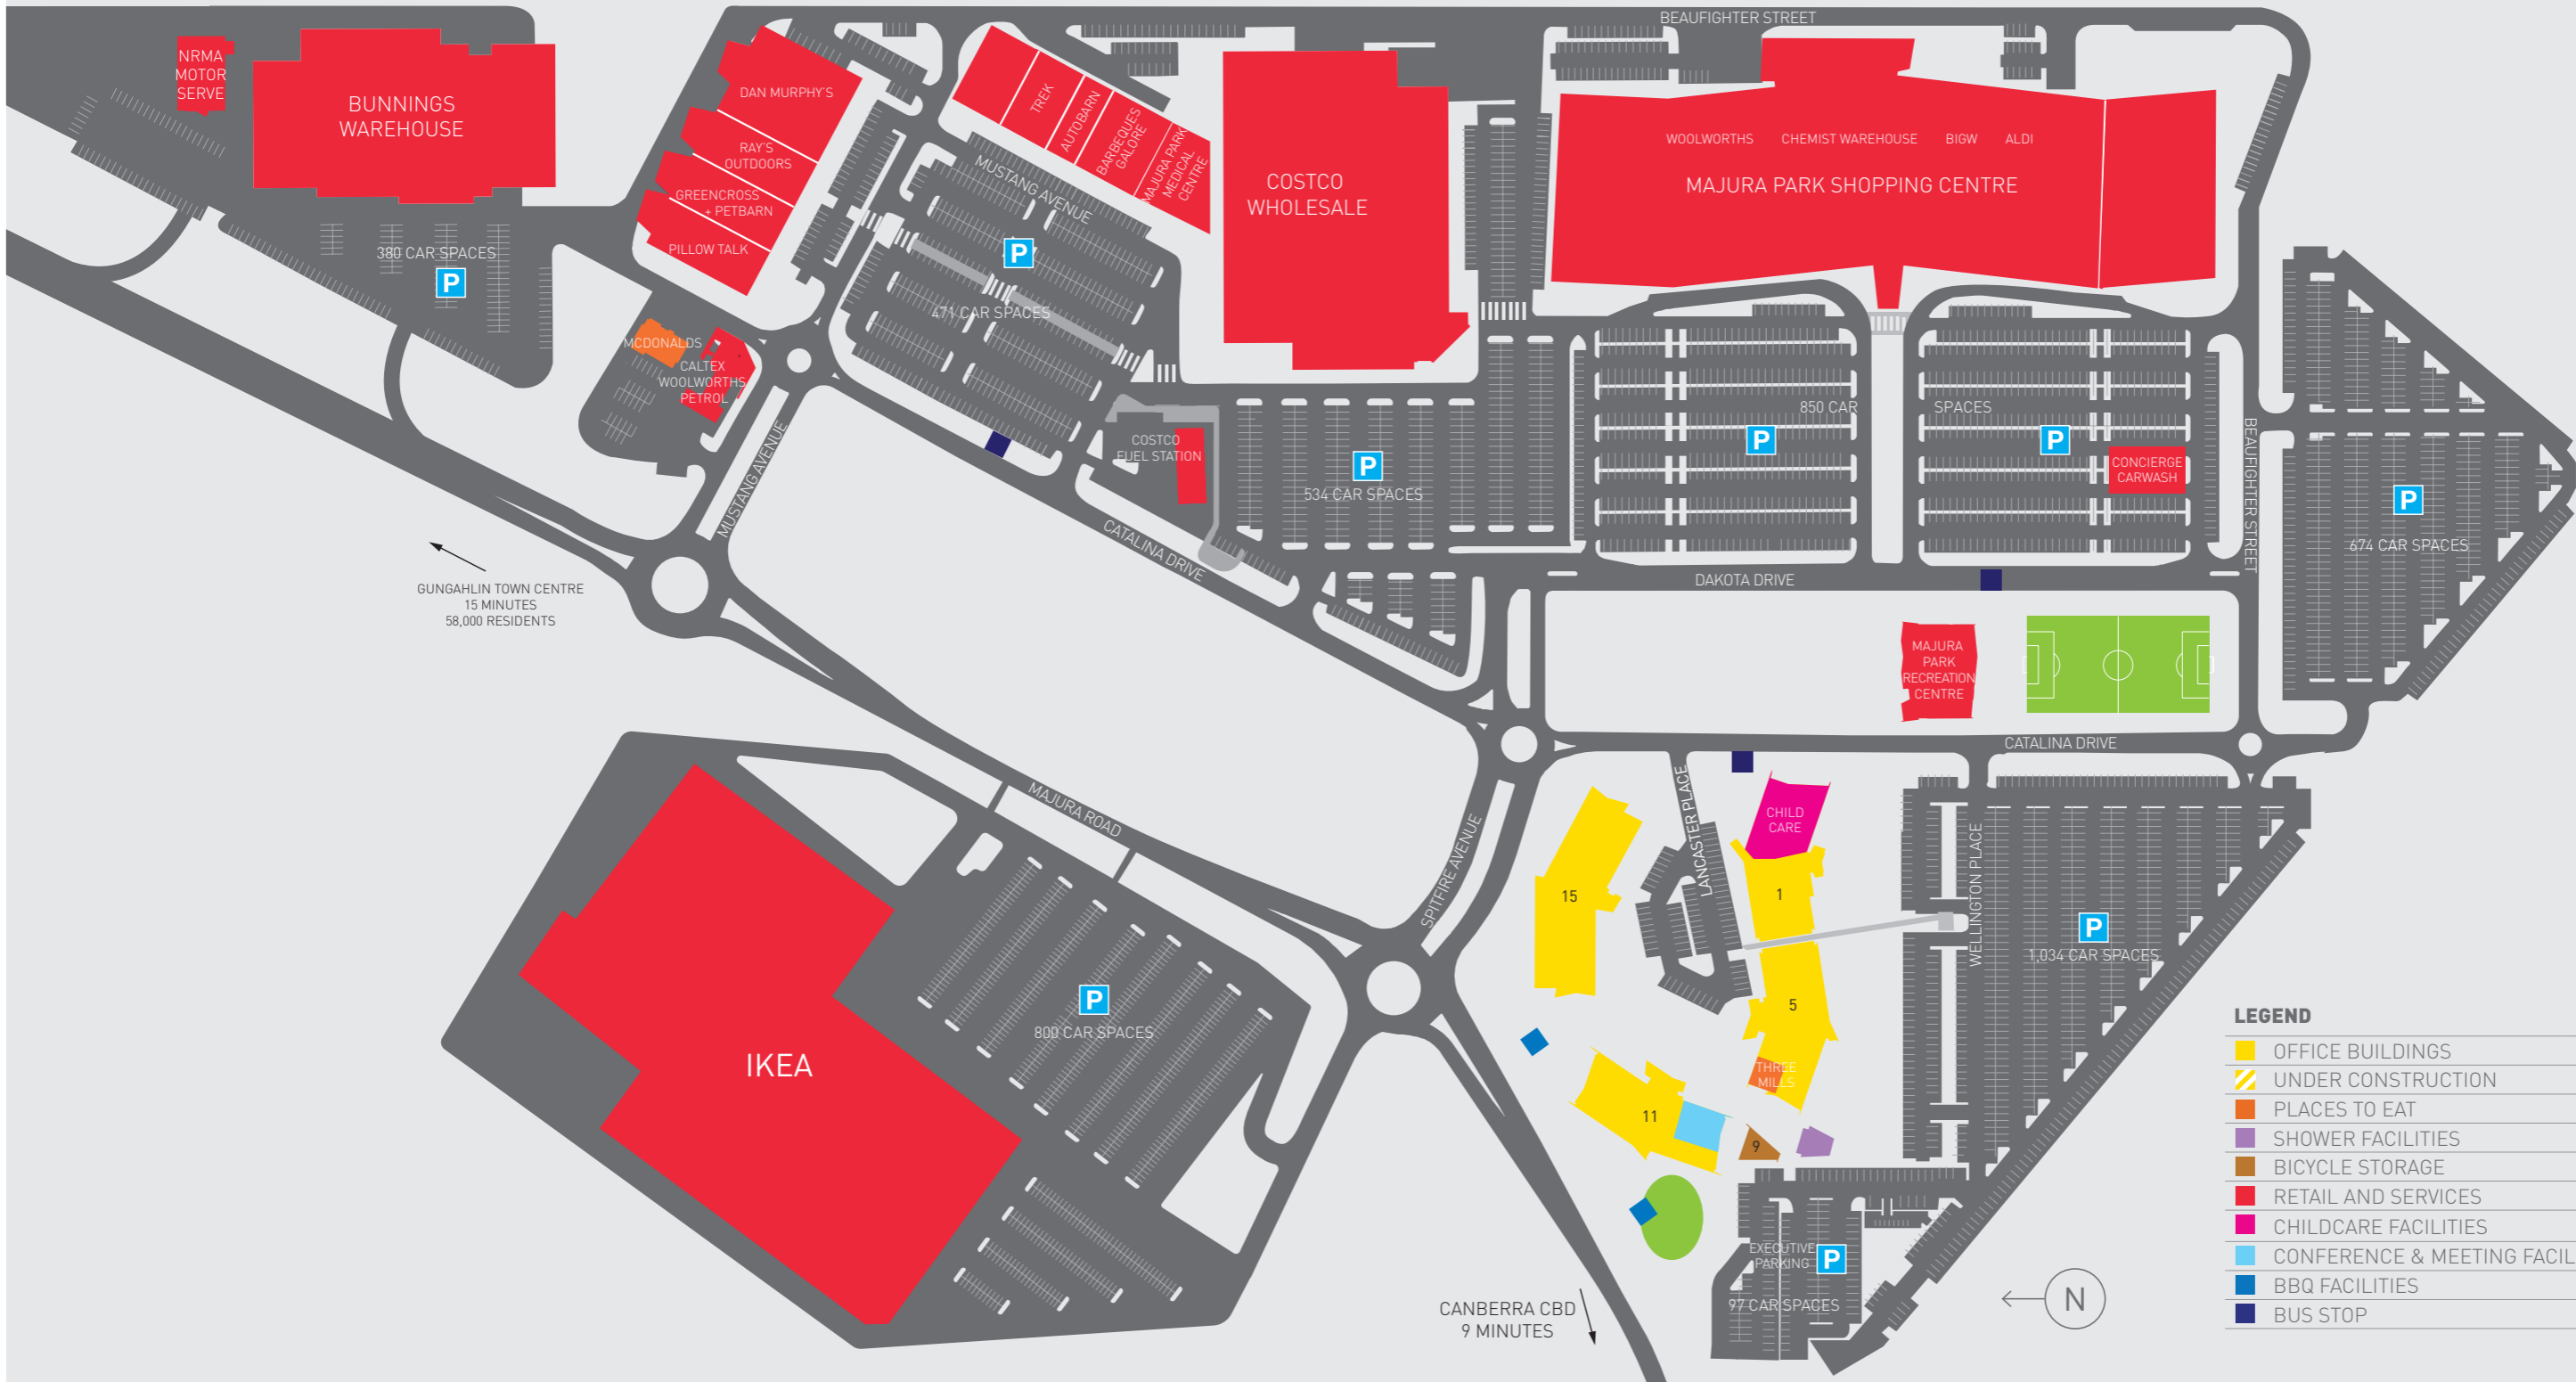 BEAUFIGHTER STREET
NRMA
MOTOR
SERVE
BUNNINGS
WAREHOUSE
DAN MURPHY'S
RAY'S
OUTDOORS
GREENCROSS
+ PETBARN
PILLOW TALK
TREK
AUTOBARN
BARBEQUES
GALORE
MAJURA PARK
MEDICAL
CENTRE
MUSTANG AVENUE
COSTCO
WHOLESALE
WOOLWORTHS
CHEMIST WAREHOUSE
BIGW
ALDI
MAJURA PARK SHOPPING CENTRE
380 CAR SPACES
P
P
471 CAR SPACES
MCDONALDS
CALTEX
WOOLWORTHS
PETROL
MUSTANG AVENUE
COSTCO
FUEL STATION
P
534 CAR SPACES
850 CAR
SPACES
P
P
CONCIERGE
CARWASH
BEAUFIGHTER STREET
P
674 CAR SPACES
CATALINA DRIVE
DAKOTA DRIVE
GUNGAHLIN TOWN CENTRE
15 MINUTES
58,000 RESIDENTS
MAJURA
PARK
RECREATION
CENTRE
CATALINA DRIVE
MAJURA ROAD
SPITFIRE AVENUE
LANCASTER PLACE
CHILD
CARE
15
1
WELLINGTON PLACE
P
1,034 CAR SPACES
P
800 CAR SPACES
IKEA
5
THREE
MILLS
11
9
EXECUTIVE
PARKING
P
97 CAR SPACES
CANBERRA CBD
9 MINUTES
N
LEGEND
OFFICE BUILDINGS
UNDER CONSTRUCTION
PLACES TO EAT
SHOWER FACILITIES
BICYCLE STORAGE
RETAIL AND SERVICES
CHILDCARE FACILITIES
CONFERENCE & MEETING FACIL
BBQ FACILITIES
BUS STOP